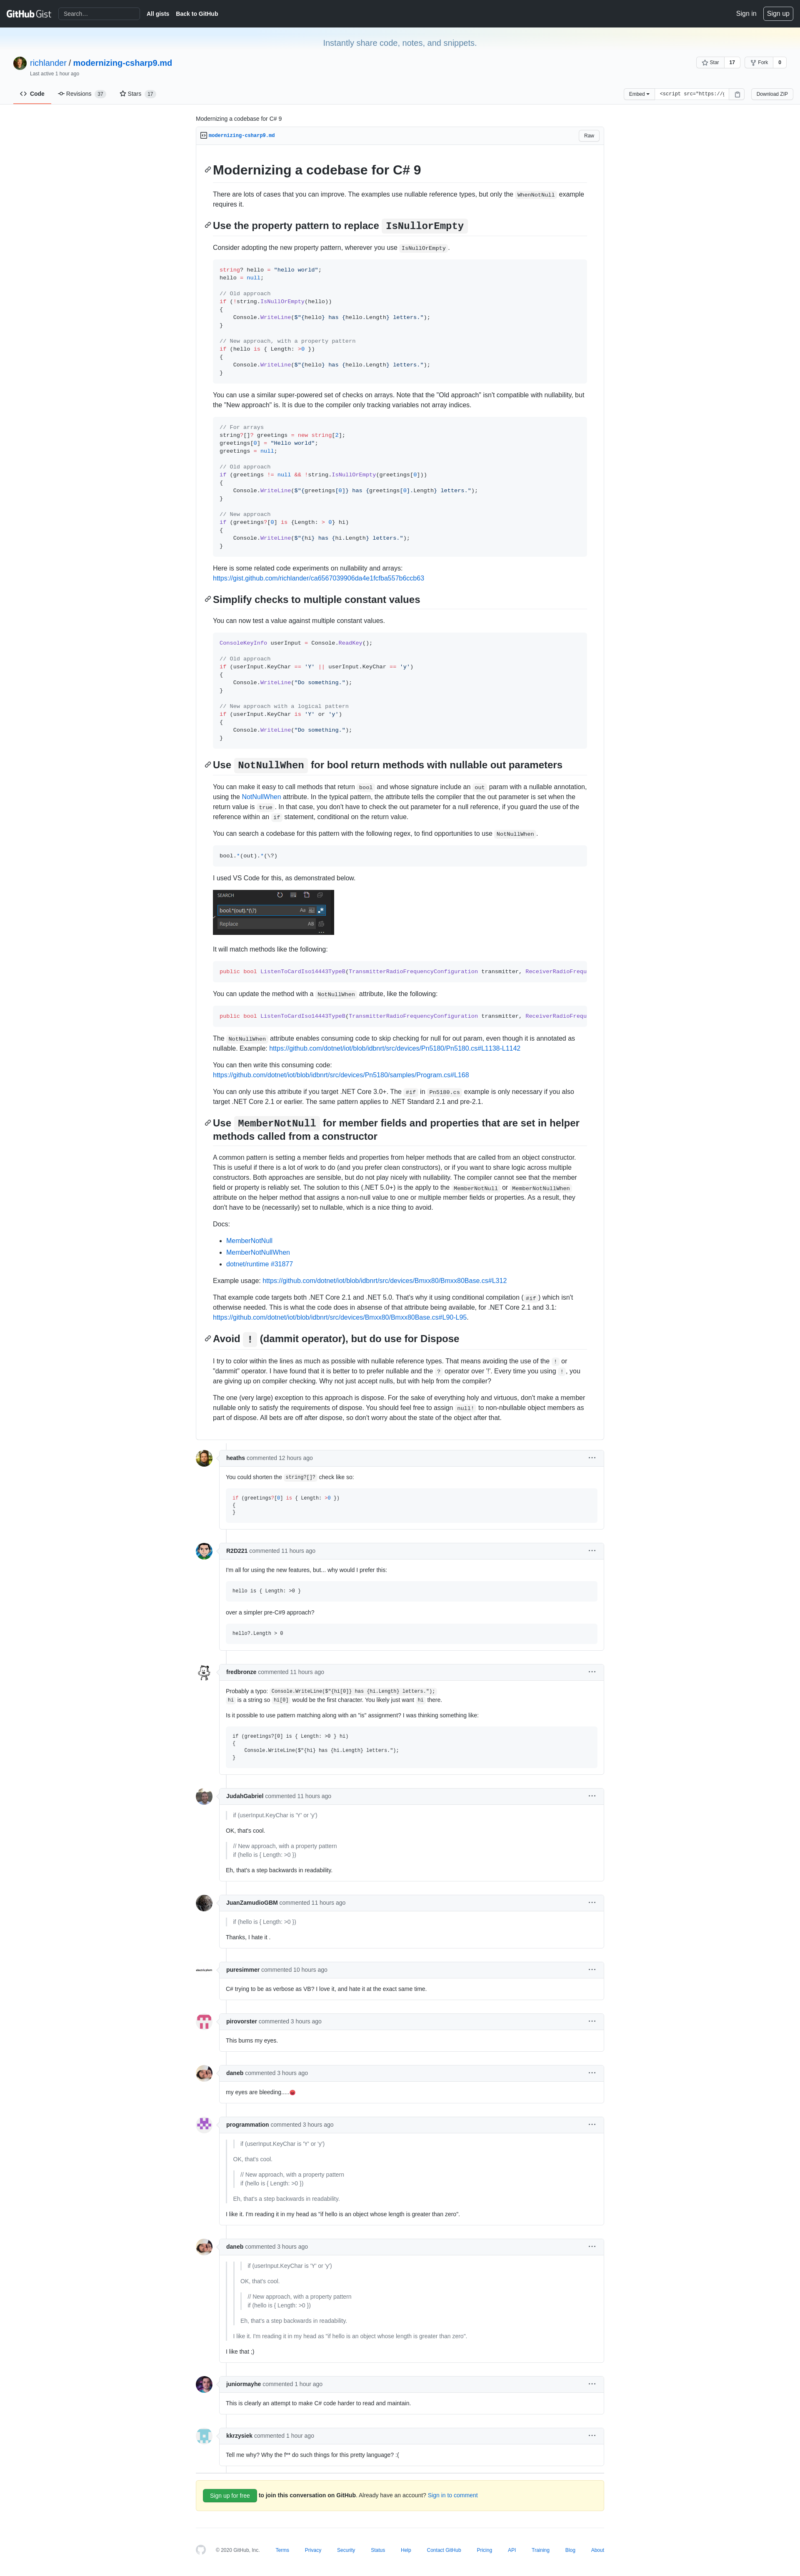 GitHub Gist Search… All gists Back to GitHub Sign in Sign up
Instantly share code, notes, and snippets.
richlander / modernizing-csharp9.md
Last active 1 hour ago
Star 17 Fork 0
Code Revisions 37 Stars 17
Embed <script src="https://g Download ZIP
Modernizing a codebase for C# 9
modernizing-csharp9.md Raw
Modernizing a codebase for C# 9
There are lots of cases that you can improve. The examples use nullable reference types, but only the WhenNotNull example
requires it.
Use the property pattern to replace IsNullorEmpty
Consider adopting the new property pattern, wherever you use IsNullOrEmpty .
string? hello = "hello world";
hello = null;
// Old approach
if (!string.IsNullOrEmpty(hello))
{
Console.WriteLine($"{hello} has {hello.Length} letters.");
}
// New approach, with a property pattern
if (hello is { Length: >0 })
{
Console.WriteLine($"{hello} has {hello.Length} letters.");
}
You can use a similar super-powered set of checks on arrays. Note that the "Old approach" isn't compatible with nullability, but
the "New approach" is. It is due to the compiler only tracking variables not array indices.
// For arrays
string?[]? greetings = new string[2];
greetings[0] = "Hello world";
greetings = null;
// Old approach
if (greetings != null && !string.IsNullOrEmpty(greetings[0]))
{
Console.WriteLine($"{greetings[0]} has {greetings[0].Length} letters.");
}
// New approach
if (greetings?[0] is {Length: > 0} hi)
{
Console.WriteLine($"{hi} has {hi.Length} letters.");
}
Here is some related code experiments on nullability and arrays:
https://gist.github.com/richlander/ca6567039906da4e1fcfba557b6ccb63
Simplify checks to multiple constant values
You can now test a value against multiple constant values.
ConsoleKeyInfo userInput = Console.ReadKey();
// Old approach
if (userInput.KeyChar == 'Y' || userInput.KeyChar == 'y')
{
Console.WriteLine("Do something.");
}
// New approach with a logical pattern
if (userInput.KeyChar is 'Y' or 'y')
{
Console.WriteLine("Do something.");
}
Use NotNullWhen for bool return methods with nullable out parameters
You can make it easy to call methods that return bool and whose signature include an out param with a nullable annotation,
using the NotNullWhen attribute. In the typical pattern, the attribute tells the compiler that the out parameter is set when the
return value is true . In that case, you don't have to check the out parameter for a null reference, if you guard the use of the
reference within an if statement, conditional on the return value.
You can search a codebase for this pattern with the following regex, to find opportunities to use NotNullWhen .
bool.*(out).*(\?)
I used VS Code for this, as demonstrated below.
SEARCH
bool.*(out).*(\?) Aa
Replace AB
It will match methods like the following:
public bool ListenToCardIso14443TypeB(TransmitterRadioFrequencyConfiguration transmitter, ReceiverRadioFrequ
You can update the method with a NotNullWhen attribute, like the following:
public bool ListenToCardIso14443TypeB(TransmitterRadioFrequencyConfiguration transmitter, ReceiverRadioFrequ
The NotNullWhen attribute enables consuming code to skip checking for null for out param, even though it is annotated as
nullable. Example: https://github.com/dotnet/iot/blob/idbnrt/src/devices/Pn5180/Pn5180.cs#L1138-L1142
You can then write this consuming code:
https://github.com/dotnet/iot/blob/idbnrt/src/devices/Pn5180/samples/Program.cs#L168
You can only use this attribute if you target .NET Core 3.0+. The #if in Pn5180.cs example is only necessary if you also
target .NET Core 2.1 or earlier. The same pattern applies to .NET Standard 2.1 and pre-2.1.
Use MemberNotNull for member fields and properties that are set in helper
methods called from a constructor
A common pattern is setting a member fields and properties from helper methods that are called from an object constructor.
This is useful if there is a lot of work to do (and you prefer clean constructors), or if you want to share logic across multiple
constructors. Both approaches are sensible, but do not play nicely with nullability. The compiler cannot see that the member
field or property is reliably set. The solution to this (.NET 5.0+) is the apply to the MemberNotNull or MemberNotNullWhen
attribute on the helper method that assigns a non-null value to one or multiple member fields or properties. As a result, they
don't have to be (necessarily) set to nullable, which is a nice thing to avoid.
Docs:
MemberNotNull
MemberNotNullWhen
dotnet/runtime #31877
Example usage: https://github.com/dotnet/iot/blob/idbnrt/src/devices/Bmxx80/Bmxx80Base.cs#L312
That example code targets both .NET Core 2.1 and .NET 5.0. That's why it using conditional compilation ( #if ) which isn't
otherwise needed. This is what the code does in absense of that attribute being available, for .NET Core 2.1 and 3.1:
https://github.com/dotnet/iot/blob/idbnrt/src/devices/Bmxx80/Bmxx80Base.cs#L90-L95.
Avoid ! (dammit operator), but do use for Dispose
I try to color within the lines as much as possible with nullable reference types. That means avoiding the use of the ! or
"dammit" operator. I have found that it is better to to prefer nullable and the ? operator over '!'. Every time you using ! , you
are giving up on compiler checking. Why not just accept nulls, but with help from the compiler?
The one (very large) exception to this approach is dispose. For the sake of everything holy and virtuous, don't make a member
nullable only to satisfy the requirements of dispose. You should feel free to assign null! to non-nbullable object members as
part of dispose. All bets are off after dispose, so don't worry about the state of the object after that.
heaths commented 12 hours ago
You could shorten the string?[]? check like so:
if (greetings?[0] is { Length: >0 })
{
}
R2D221 commented 11 hours ago
I'm all for using the new features, but... why would I prefer this:
hello is { Length: >0 }
over a simpler pre-C#9 approach?
hello?.Length > 0
fredbronze commented 11 hours ago
Probably a typo: Console.WriteLine($"{hi[0]} has {hi.Length} letters.");
hi is a string so hi[0] would be the first character. You likely just want hi there.
Is it possible to use pattern matching along with an "is" assignment? I was thinking something like:
if (greetings?[0] is { Length: >0 } hi)
{
Console.WriteLine($"{hi} has {hi.Length} letters.");
}
JudahGabriel commented 11 hours ago
if (userInput.KeyChar is 'Y' or 'y')
OK, that's cool.
// New approach, with a property pattern
if (hello is { Length: >0 })
Eh, that's a step backwards in readability.
JuanZamudioGBM commented 11 hours ago
if (hello is { Length: >0 })
Thanks, I hate it .
puresimmer commented 10 hours ago
C# trying to be as verbose as VB? I love it, and hate it at the exact same time.
pirovorster commented 3 hours ago
This burns my eyes.
daneb commented 3 hours ago
my eyes are bleeding.....
programmation commented 3 hours ago
if (userInput.KeyChar is 'Y' or 'y')
OK, that's cool.
// New approach, with a property pattern
if (hello is { Length: >0 })
Eh, that's a step backwards in readability.
I like it. I'm reading it in my head as "if hello is an object whose length is greater than zero".
daneb commented 3 hours ago
if (userInput.KeyChar is 'Y' or 'y')
OK, that's cool.
// New approach, with a property pattern
if (hello is { Length: >0 })
Eh, that's a step backwards in readability.
I like it. I'm reading it in my head as "if hello is an object whose length is greater than zero".
I like that ;)
juniormayhe commented 1 hour ago
This is clearly an attempt to make C# code harder to read and maintain.
kkrzysiek commented 1 hour ago
Tell me why? Why the f** do such things for this pretty language? :(
Sign up for free to join this conversation on GitHub. Already have an account? Sign in to comment
© 2020 GitHub, Inc. Terms Privacy Security Status Help Contact GitHub Pricing API Training Blog About